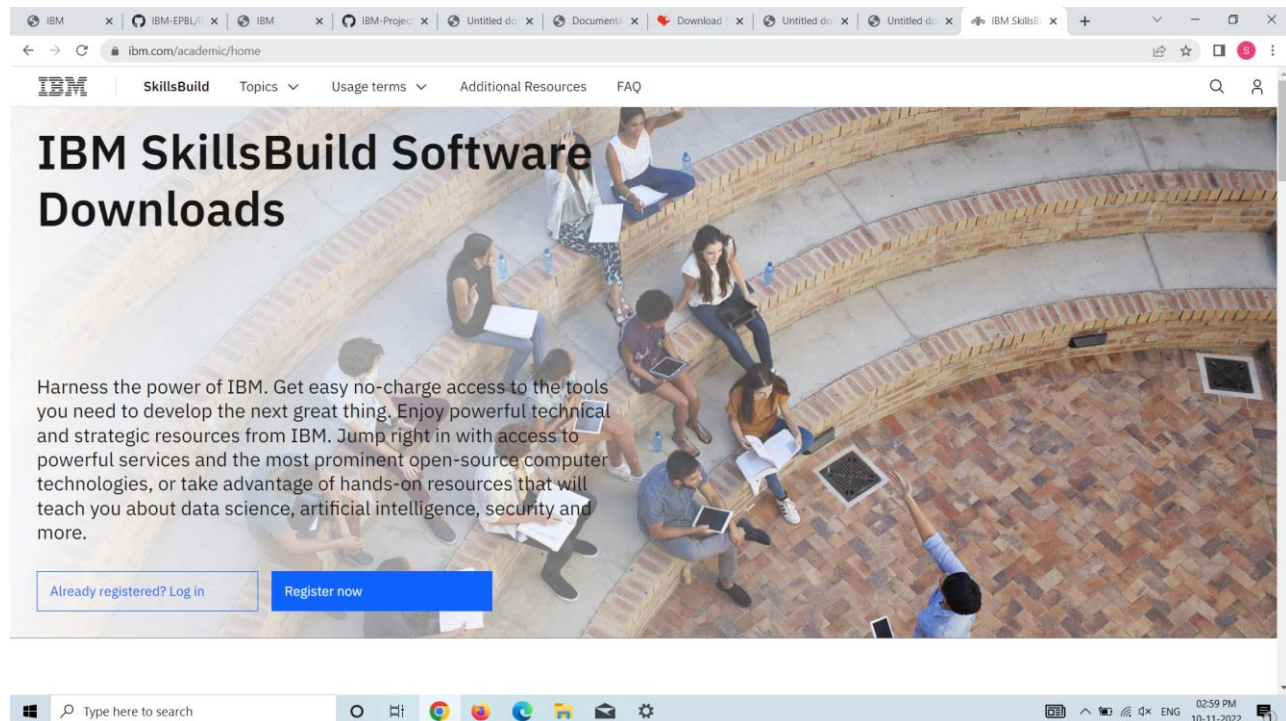 IBM
IBM-EPBL/
IBM
IBM-Project
Untitled do
Documenta
Download
Untitled do
Untitled do
IBM SkillsB
ibm.com/academic/home
S
IBM
SkillsBuild
Topics
Usage terms
Additional Resources
FAQ
IBM SkillsBuild Software
Downloads
Harness the power of IBM. Get easy no-charge access to the tools
you need to develop the next great thing. Enjoy powerful technical
and strategic resources from IBM. Jump right in with access to
powerful services and the most prominent open-source computer
technologies, or take advantage of hands-on resources that will
teach you about data science, artificial intelligence, security and
more.
Already registered? Log in
Register now
Type here to search
ENG
02:59 PM
10-11-2022